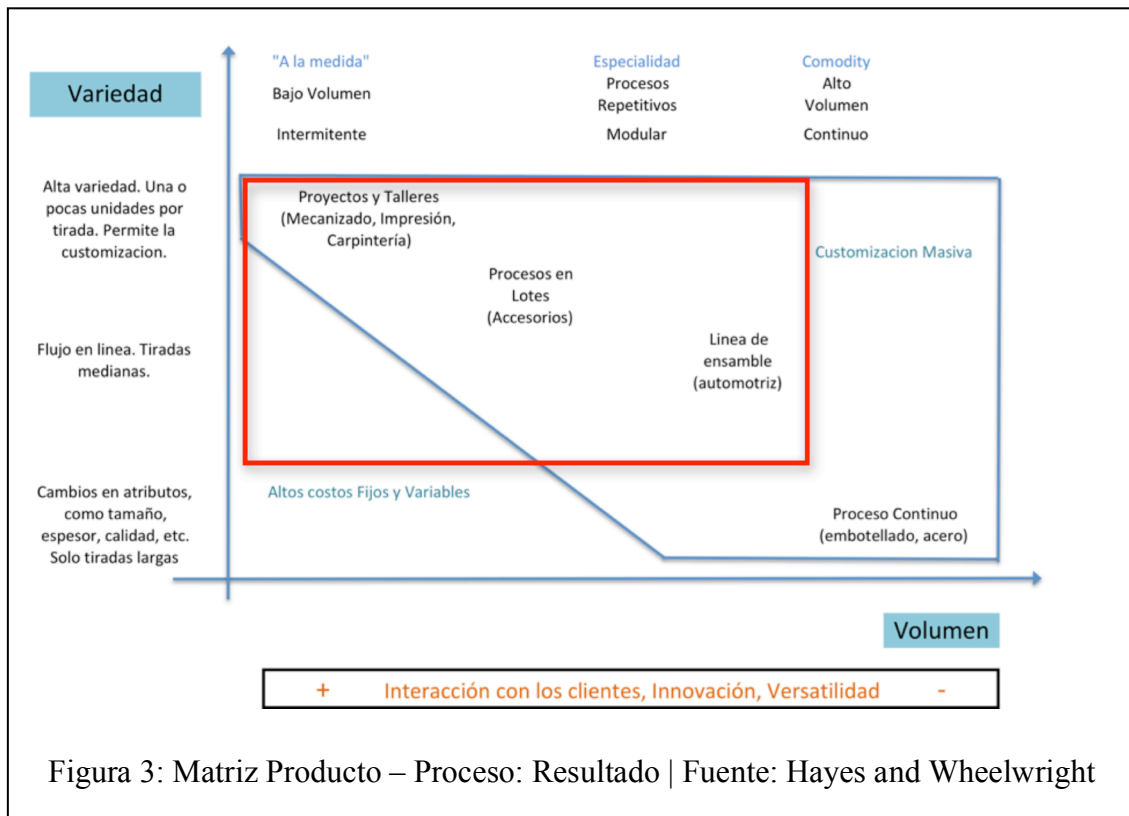 Variedad
"A la medida"
Bajo Volumen
Intermitente
Especialidad
Procesos
Repetitivos
Modular
Comodity
Alto
Volumen
Continuo
Alta variedad. Una o
pocas unidades por
tirada. Permite la
customizacion.
Proyectos y Talleres
(Mecanizado, Impresión,
Carpintería)
Procesos en
Lotes
(Accesorios)
Customizacion Masiva
Flujo en linea. Tiradas
medianas.
Linea de
ensamble
(automotriz)
Cambios en atributos,
como tamaño,
espesor, calidad, etc.
Solo tiradas largas
Altos costos Fijos y Variables
Proceso Continuo
(embotellado, acero)
Volumen
+ Interacción con los clientes, Innovación, Versatilidad -
Figura 3: Matriz Producto – Proceso: Resultado | Fuente: Hayes and Wheelwright